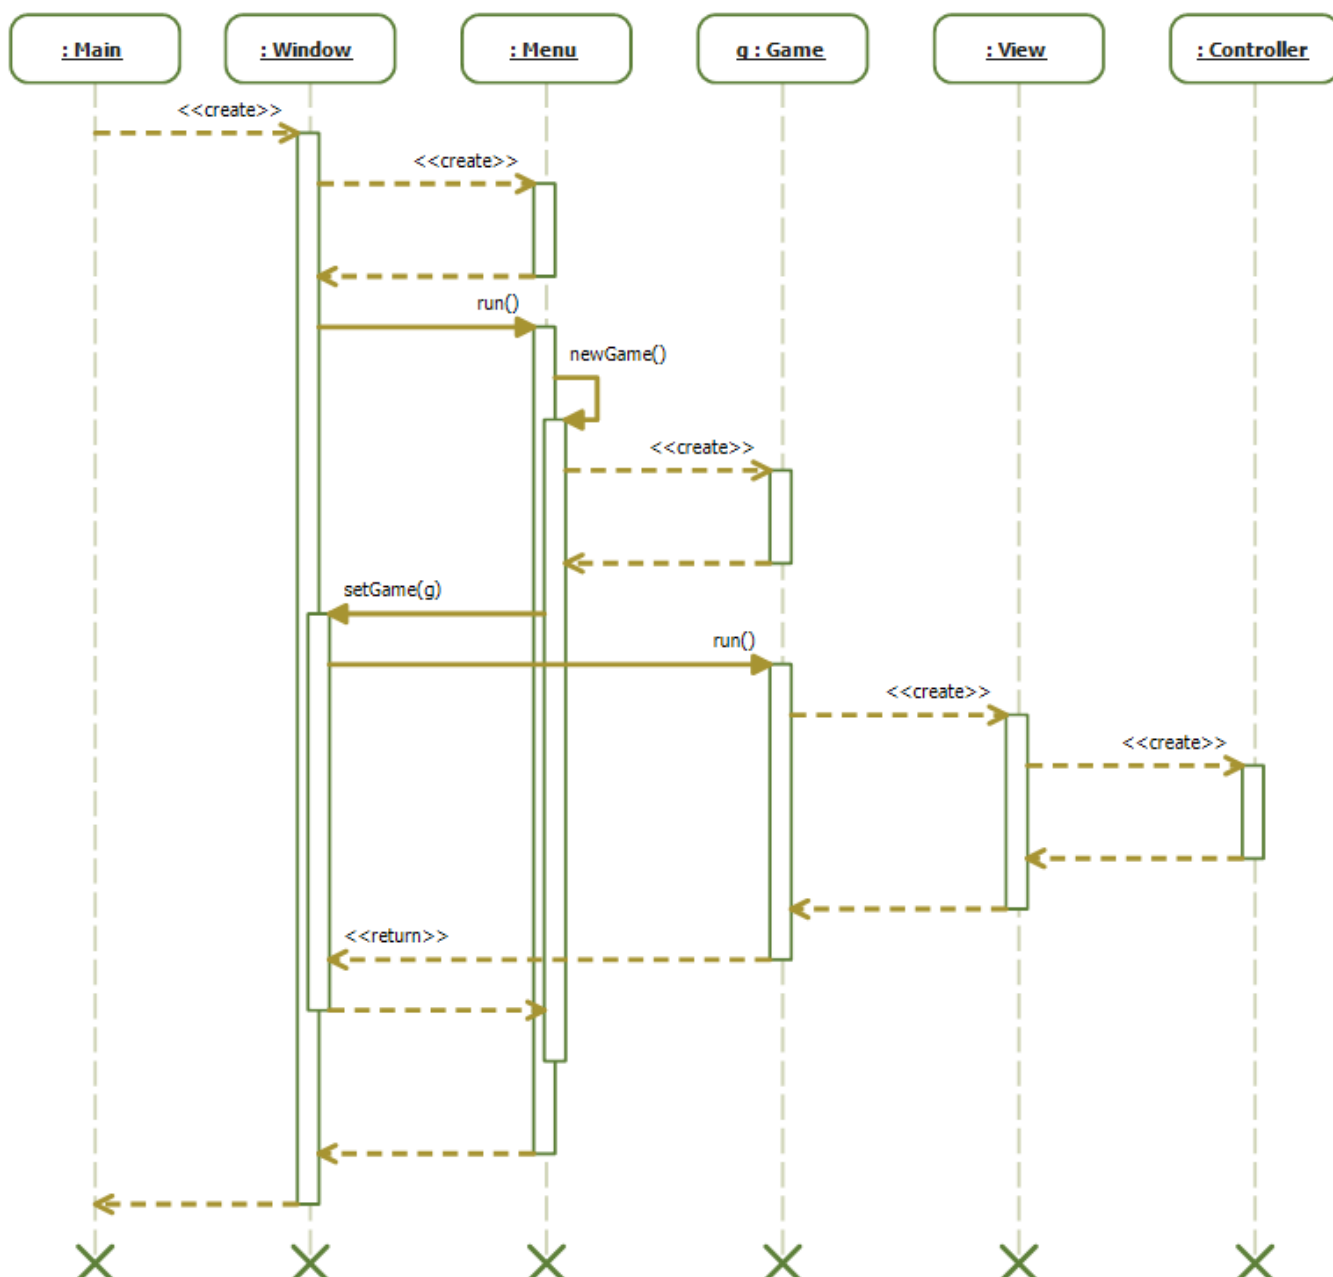 : Main
: Window
: Menu
g : Game
: View
: Controller
<<create>>
<<create>>
run()
newGame()
<<create>>
setGame(g)
run()
<<create>>
<<create>>
<<return>>